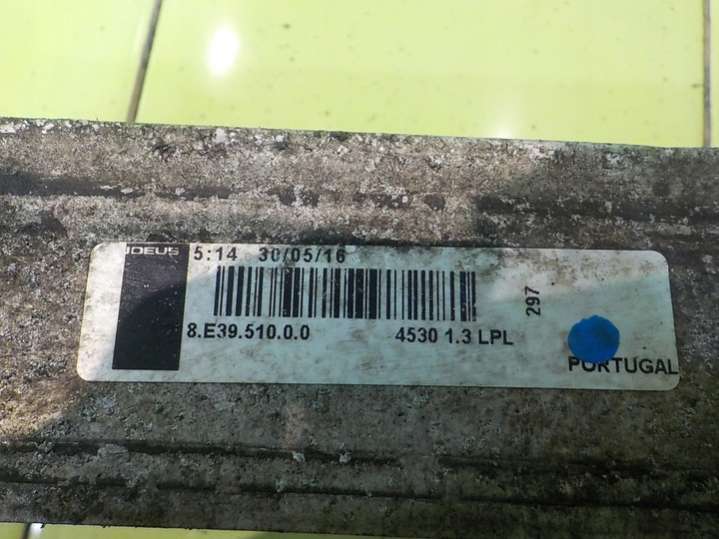 IDEUS 5:14 30/05/16
8.E39.510.0.0 4530 1.3 LPL
297
PORTUGAL